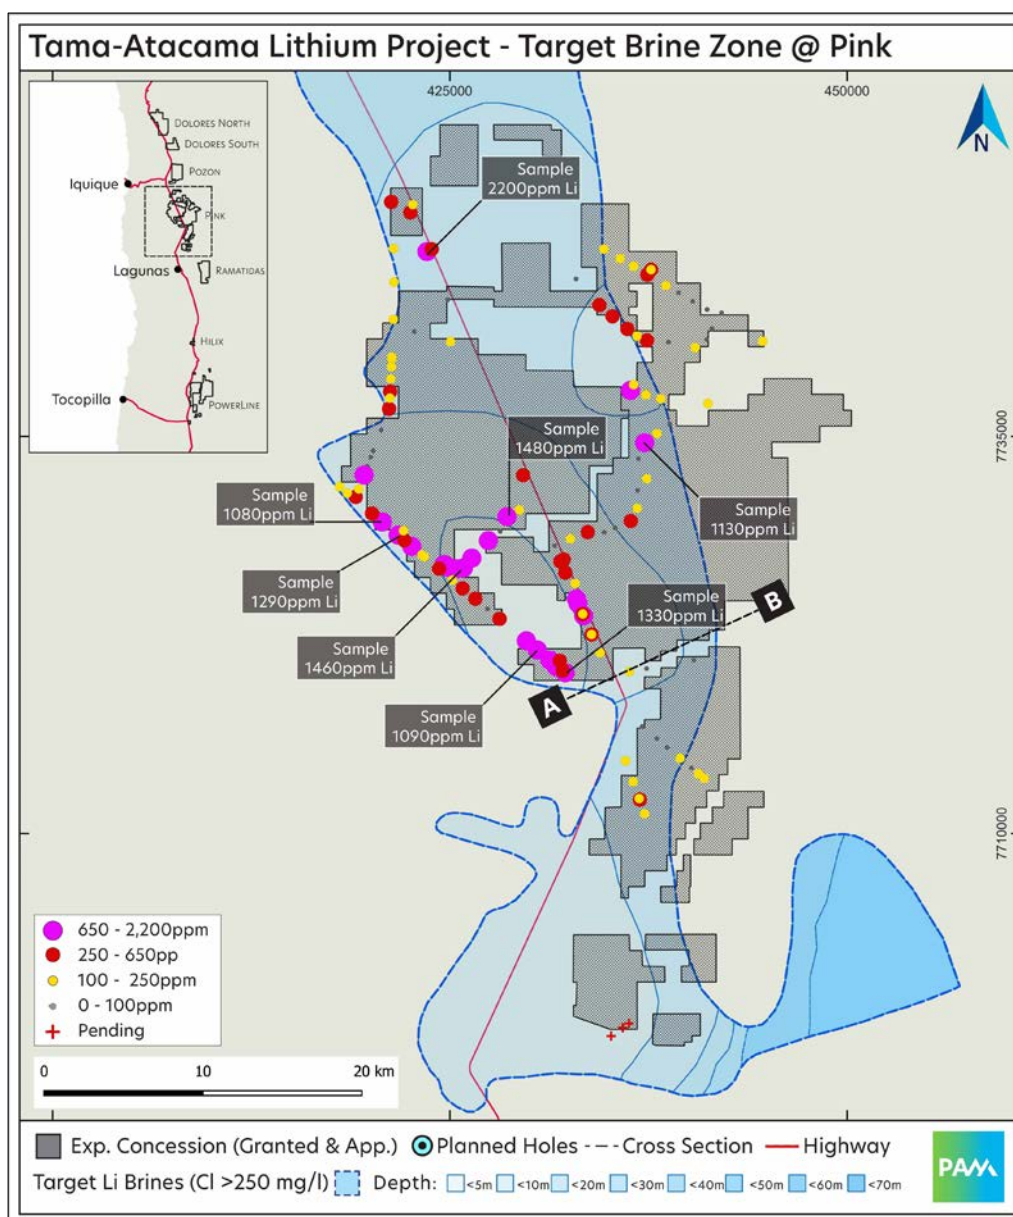 Tama-Atacama Lithium Project - Target Brine Zone @ Pink
425000
450000
DOLORES NORTH
DOLORES SOUTH
POZON
Iquique
PINK
Lagunas
RAMATIDAS
HILIX
Tocopilla
POWERLINE
N
Sample
2200ppm Li
7735000
Sample
1480ppm Li
Sample
1080ppm Li
Sample
1130ppm Li
Sample
1290ppm Li
Sample
1330ppm Li
B
Sample
1460ppm Li
A
Sample
1090ppm Li
7710000
650 - 2,200ppm
250 - 650pp
100 - 250ppm
0 - 100ppm
Pending
0 10 20 km
Exp. Concession (Granted & App.) Planned Holes Cross Section Highway
Target Li Brines (Cl >250 mg/l) Depth: <5m <10m <20m <30m <40m <50m <60m <70m
PAM